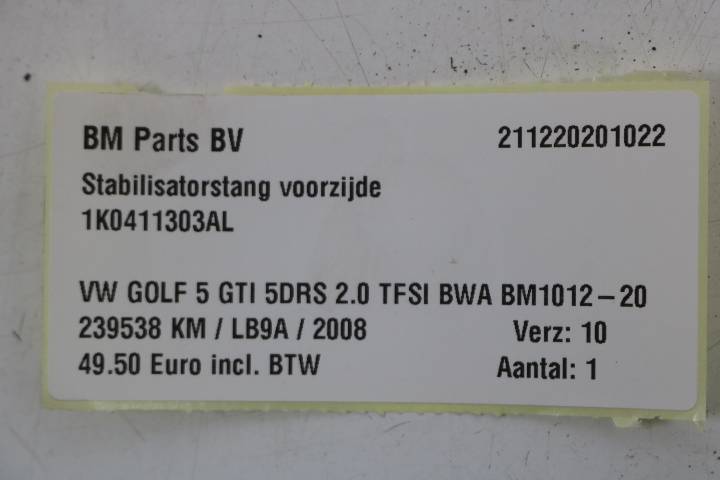 BM Parts BV 211220201022
Stabilisatorstang voorzijde
1K0411303AL
VW GOLF 5 GTI 5DRS 2.0 TFSI BWA BM1012-20
239538 KM / LB9A / 2008 Verz: 10
49.50 Euro incl. BTW Aantal: 1